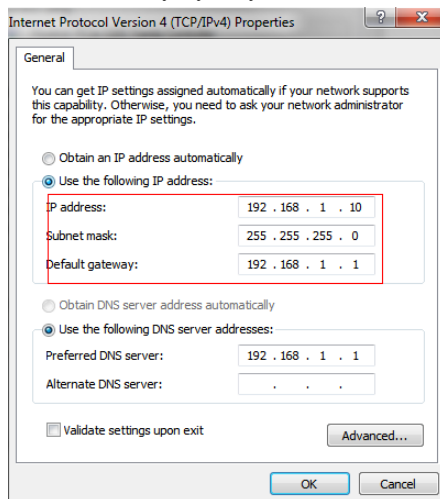 Internet Protocol Version 4 (TCP/IPv4) Properties
General
You can get IP settings assigned automatically if your network supports
this capability. Otherwise, you need to ask your network administrator
for the appropriate IP settings.
Obtain an IP address automatically
Use the following IP address:
IP address: 192 . 168 . 1 . 10
Subnet mask: 255 . 255 . 255 . 0
Default gateway: 192 . 168 . 1 . 1
Obtain DNS server address automatically
Use the following DNS server addresses:
Preferred DNS server: 192 . 168 . 1 . 1
Alternate DNS server: . . .
Validate settings upon exit
Advanced...
OK Cancel